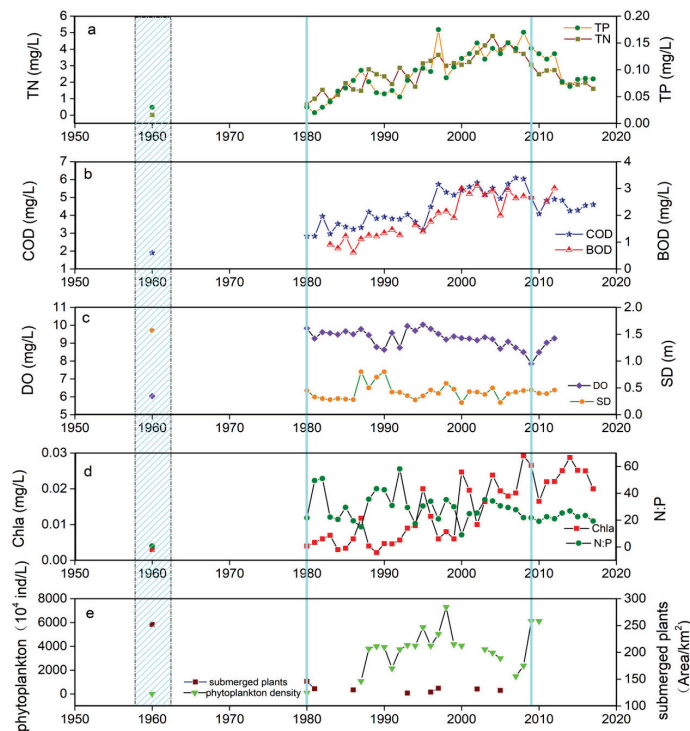 a
TN (mg/L)
6
5
4
3
2
1
0
TP (mg/L)
0.20
0.15
0.10
0.05
0.00
TP
TN
1950 1960 1970 1980 1990 2000 2010 2020
b
COD (mg/L)
7
6
5
4
3
2
1
BOD (mg/L)
4
3
2
1
0
COD
BOD
1950 1960 1970 1980 1990 2000 2010 2020
c
DO (mg/L)
11
10
9
8
7
6
5
SD (m)
2.0
1.5
1.0
0.5
0.0
DO
SD
1950 1960 1970 1980 1990 2000 2010 2020
d
Chla (mg/L)
0.03
0.02
0.01
0.00
N:P
60
40
20
0
Chla
N:P
1950 1960 1970 1980 1990 2000 2010 2020
e
phytoplankton (10⁴ ind/L)
8000
6000
4000
2000
0
submerged plants
(Area/km²)
300
250
200
150
100
submerged plants
phytoplankton density
1950 1960 1970 1980 1990 2000 2010 2020